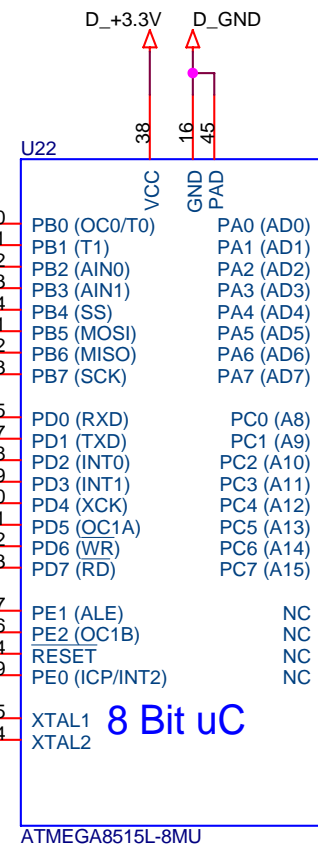 D_+3.3V D_GND
38 16 45
U22
VCC GND PAD
PB0 (OC0/T0) PA0 (AD0)
PB1 (T1) PA1 (AD1)
PB2 (AIN0) PA2 (AD2)
PB3 (AIN1) PA3 (AD3)
PB4 (SS) PA4 (AD4)
PB5 (MOSI) PA5 (AD5)
PB6 (MISO) PA6 (AD6)
PB7 (SCK) PA7 (AD7)
PD0 (RXD) PC0 (A8)
PD1 (TXD) PC1 (A9)
PD2 (INT0) PC2 (A10)
PD3 (INT1) PC3 (A11)
PD4 (XCK) PC4 (A12)
PD5 (OC1A) PC5 (A13)
PD6 (WR) PC6 (A14)
PD7 (RD) PC7 (A15)
PE1 (ALE) NC
PE2 (OC1B) NC
RESET NC
PE0 (ICP/INT2) NC
XTAL1 8 Bit uC
XTAL2
ATMEGA8515L-8MU